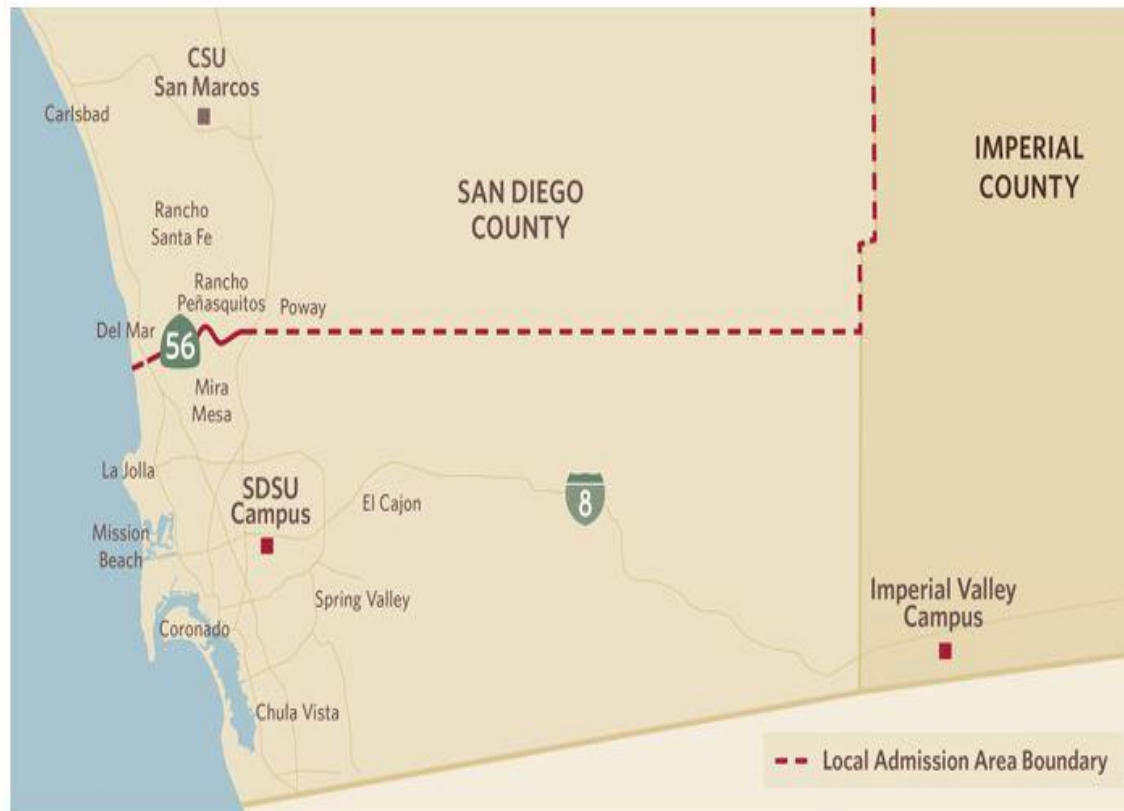 CSU
San Marcos
Carlsbad
IMPERIAL
COUNTY
SAN DIEGO
COUNTY
Rancho
Santa Fe
Rancho
Peñasquitos
Poway
Del Mar
56
Mira
Mesa
La Jolla
SDSU
Campus
El Cajon
8
Mission
Beach
Imperial Valley
Campus
Spring Valley
Coronado
Chula Vista
Local Admission Area Boundary